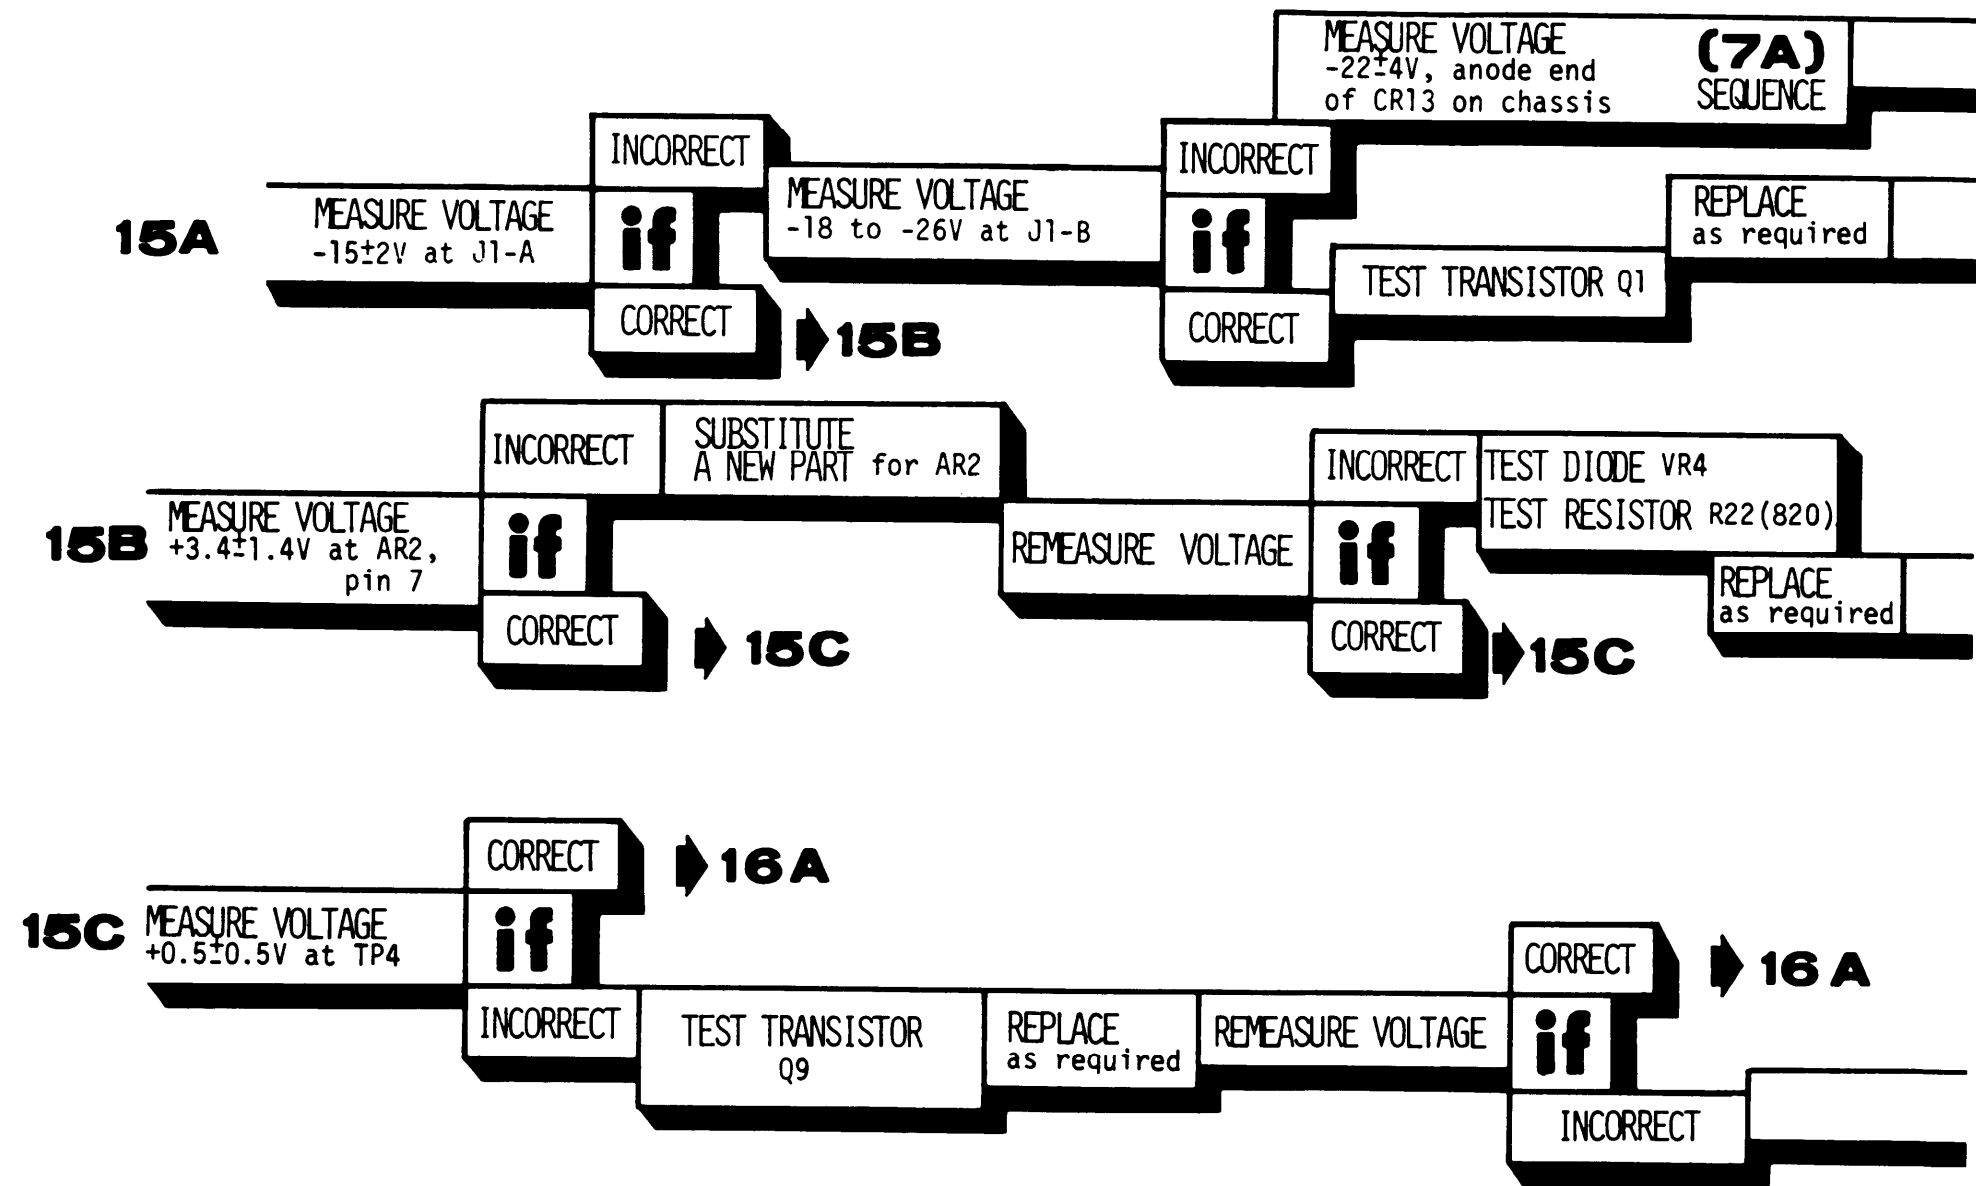 MEASURE VOLTAGE
-22±4V, anode end
of CR13 on chassis
(7A)
SEQUENCE
INCORRECT
INCORRECT
15A
MEASURE VOLTAGE
-15±2V at J1-A
if
MEASURE VOLTAGE
-18 to -26V at J1-B
if
REPLACE
as required
TEST TRANSISTOR Q1
CORRECT
15B
CORRECT
INCORRECT
SUBSTITUTE
A NEW PART for AR2
INCORRECT
TEST DIODE VR4
TEST RESISTOR R22(820)
15B
MEASURE VOLTAGE
+3.4±1.4V at AR2,
pin 7
if
REMEASURE VOLTAGE
if
REPLACE
as required
CORRECT
15C
CORRECT
15C
CORRECT
16A
15C
MEASURE VOLTAGE
+0.5±0.5V at TP4
if
CORRECT
16A
INCORRECT
TEST TRANSISTOR
Q9
REPLACE
as required
REMEASURE VOLTAGE
if
INCORRECT